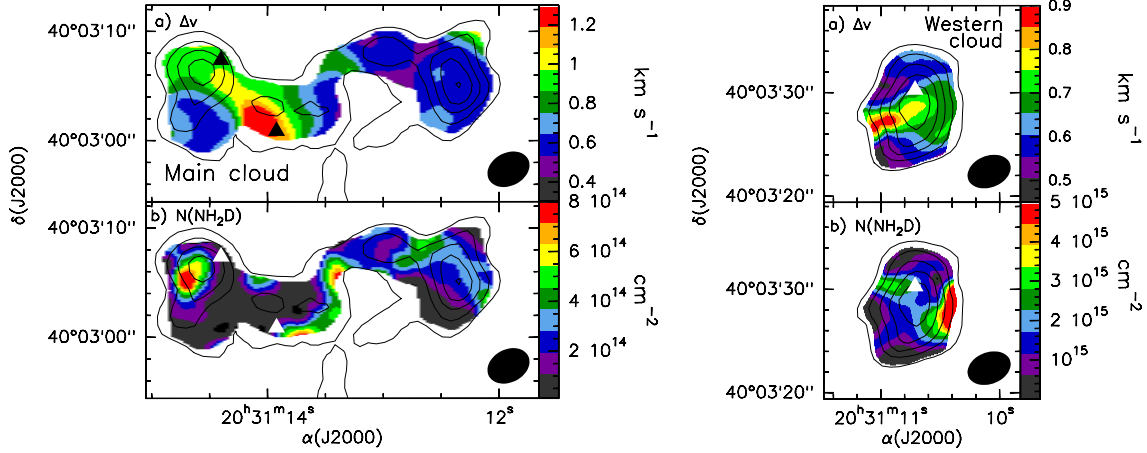 a) Δv
1.2
40°03'10''
1
0.8
km s⁻¹
40°03'00''
0.6
Main cloud
0.4
δ(J2000)
8 10¹⁴
b) N(NH₂D)
40°03'10''
6 10¹⁴
4 10¹⁴
cm⁻²
40°03'00''
2 10¹⁴
20ʰ31ᵐ14ˢ
12ˢ
α(J2000)
a) Δv
Western
cloud
0.9
0.8
40°03'30''
0.7
km s⁻¹
0.6
40°03'20''
0.5
δ(J2000)
5 10¹⁵
b) N(NH₂D)
4 10¹⁵
40°03'30''
3 10¹⁵
cm⁻²
2 10¹⁵
10¹⁵
40°03'20''
20ʰ31ᵐ11ˢ
10ˢ
α(J2000)